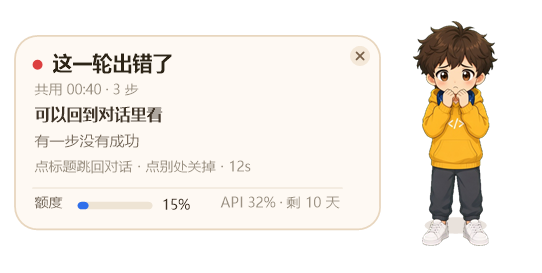 这一轮出错了
共用 00:40 · 3 步
可以回到对话里看
有一步没有成功
点标题跳回对话 · 点别处关掉 · 12s
额度 15% API 32% · 剩 10 天
</>